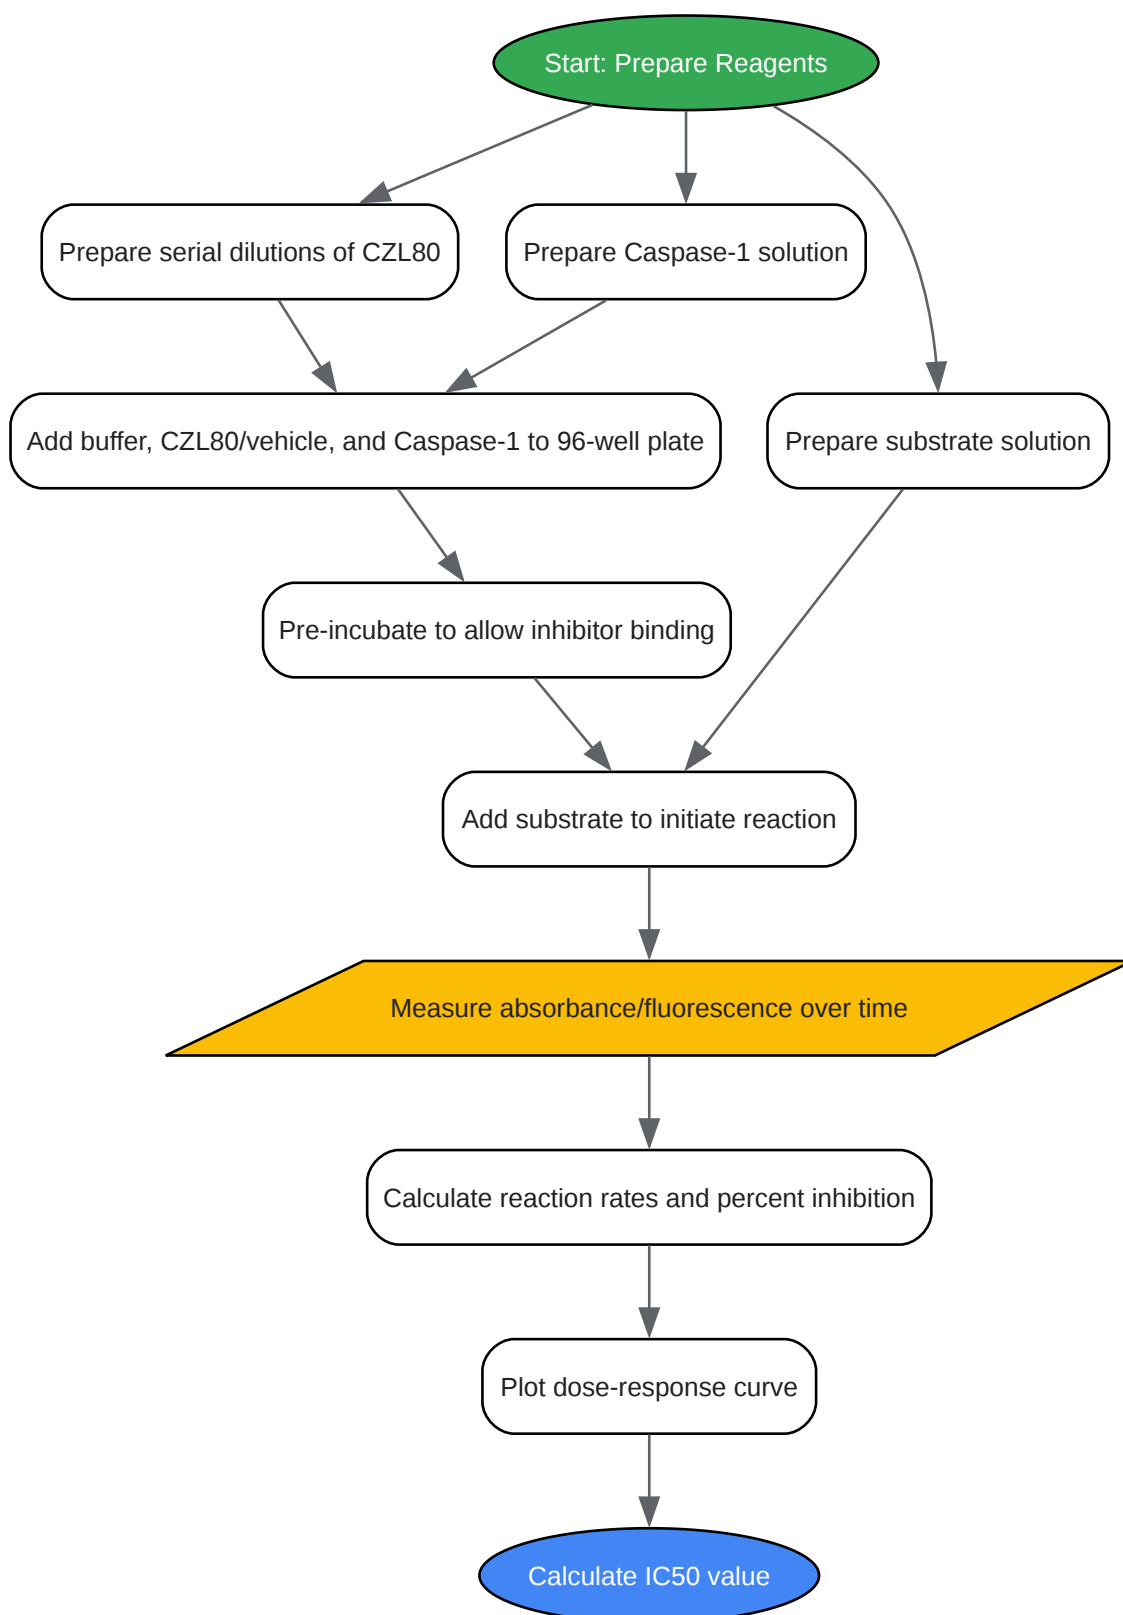 Start: Prepare Reagents
Prepare serial dilutions of CZL80
Prepare Caspase-1 solution
Add buffer, CZL80/vehicle, and Caspase-1 to 96-well plate
Prepare substrate solution
Pre-incubate to allow inhibitor binding
Add substrate to initiate reaction
Measure absorbance/fluorescence over time
Calculate reaction rates and percent inhibition
Plot dose-response curve
Calculate IC50 value